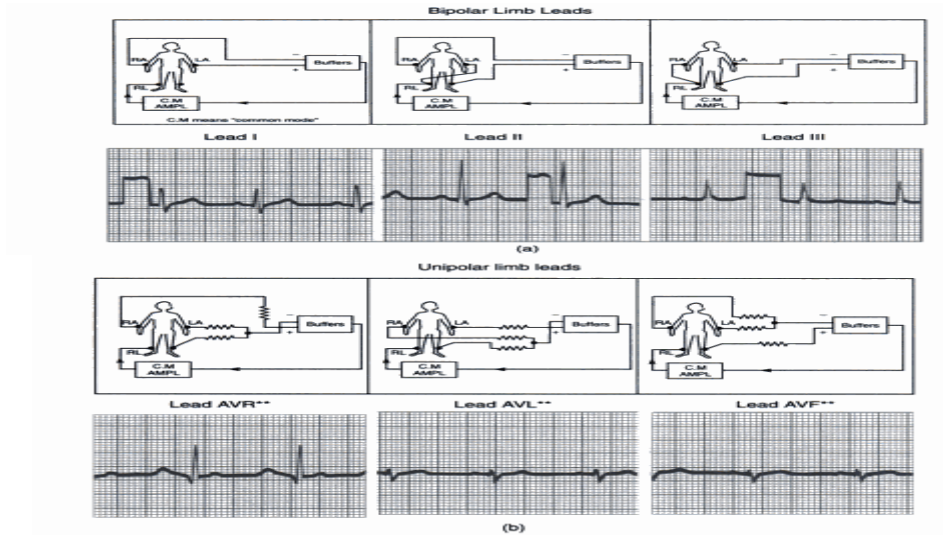 Bipolar Limb Leads
RA LA Buffers
RL
C.M
AMPL
C.M means "common mode"
RA LA Buffers
RL
C.M
AMPL
RA LA Buffers
RL
C.M
AMPL
Lead I Lead II Lead III
(a)
Unipolar limb leads
RA LA Buffers
RL
C.M
AMPL
RA LA Buffers
RL
C.M
AMPL
RA LA Buffers
RL
C.M
AMPL
Lead AVR** Lead AVL** Lead AVF**
(b)